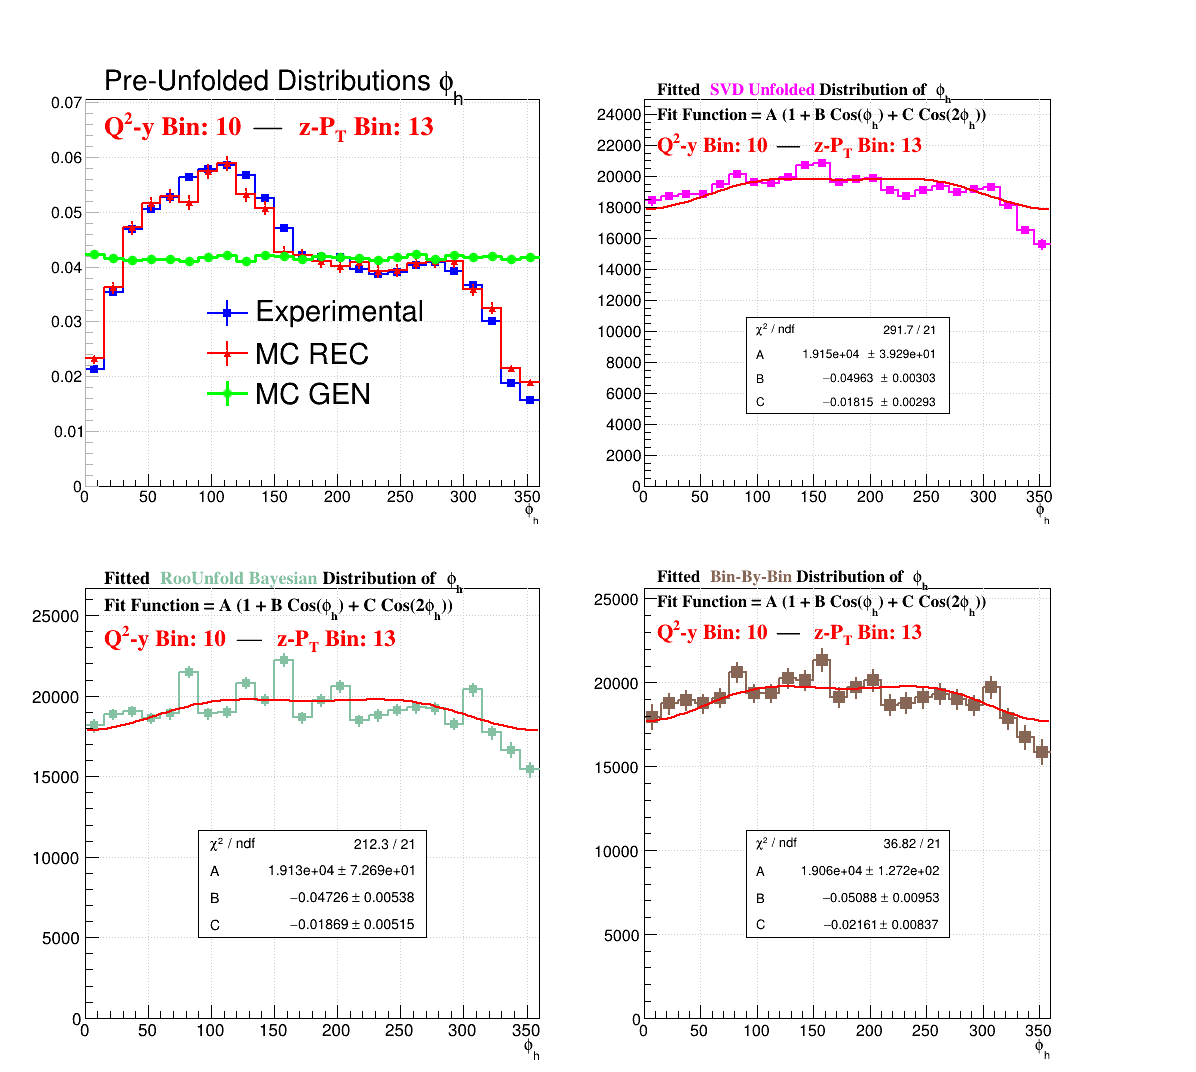 Pre-Unfolded Distributions ϕh
Q²-y Bin: 10 — z-PT Bin: 13
0.07
0.06
0.05
0.04
0.03
0.02
0.01
0
Experimental
MC REC
MC GEN
0 50 100 150 200 250 300 350
ϕh
Fitted SVD Unfolded Distribution of ϕh
Fit Function = A (1 + B Cos(ϕh) + C Cos(2ϕh))
Q²-y Bin: 10 — z-PT Bin: 13
24000
22000
20000
18000
16000
14000
12000
10000
8000
6000
4000
2000
0
χ² / ndf 291.7 / 21
A 1.915e+04 ± 3.929e+01
B −0.04963 ± 0.00303
C −0.01815 ± 0.00293
0 50 100 150 200 250 300 350
ϕh
Fitted RooUnfold Bayesian Distribution of ϕh
Fit Function = A (1 + B Cos(ϕh) + C Cos(2ϕh))
Q²-y Bin: 10 — z-PT Bin: 13
25000
20000
15000
10000
5000
0
χ² / ndf 212.3 / 21
A 1.913e+04 ± 7.269e+01
B −0.04726 ± 0.00538
C −0.01869 ± 0.00515
0 50 100 150 200 250 300 350
ϕh
Fitted Bin-By-Bin Distribution of ϕh
Fit Function = A (1 + B Cos(ϕh) + C Cos(2ϕh))
Q²-y Bin: 10 — z-PT Bin: 13
25000
20000
15000
10000
5000
0
χ² / ndf 36.82 / 21
A 1.906e+04 ± 1.272e+02
B −0.05088 ± 0.00953
C −0.02161 ± 0.00837
0 50 100 150 200 250 300 350
ϕh